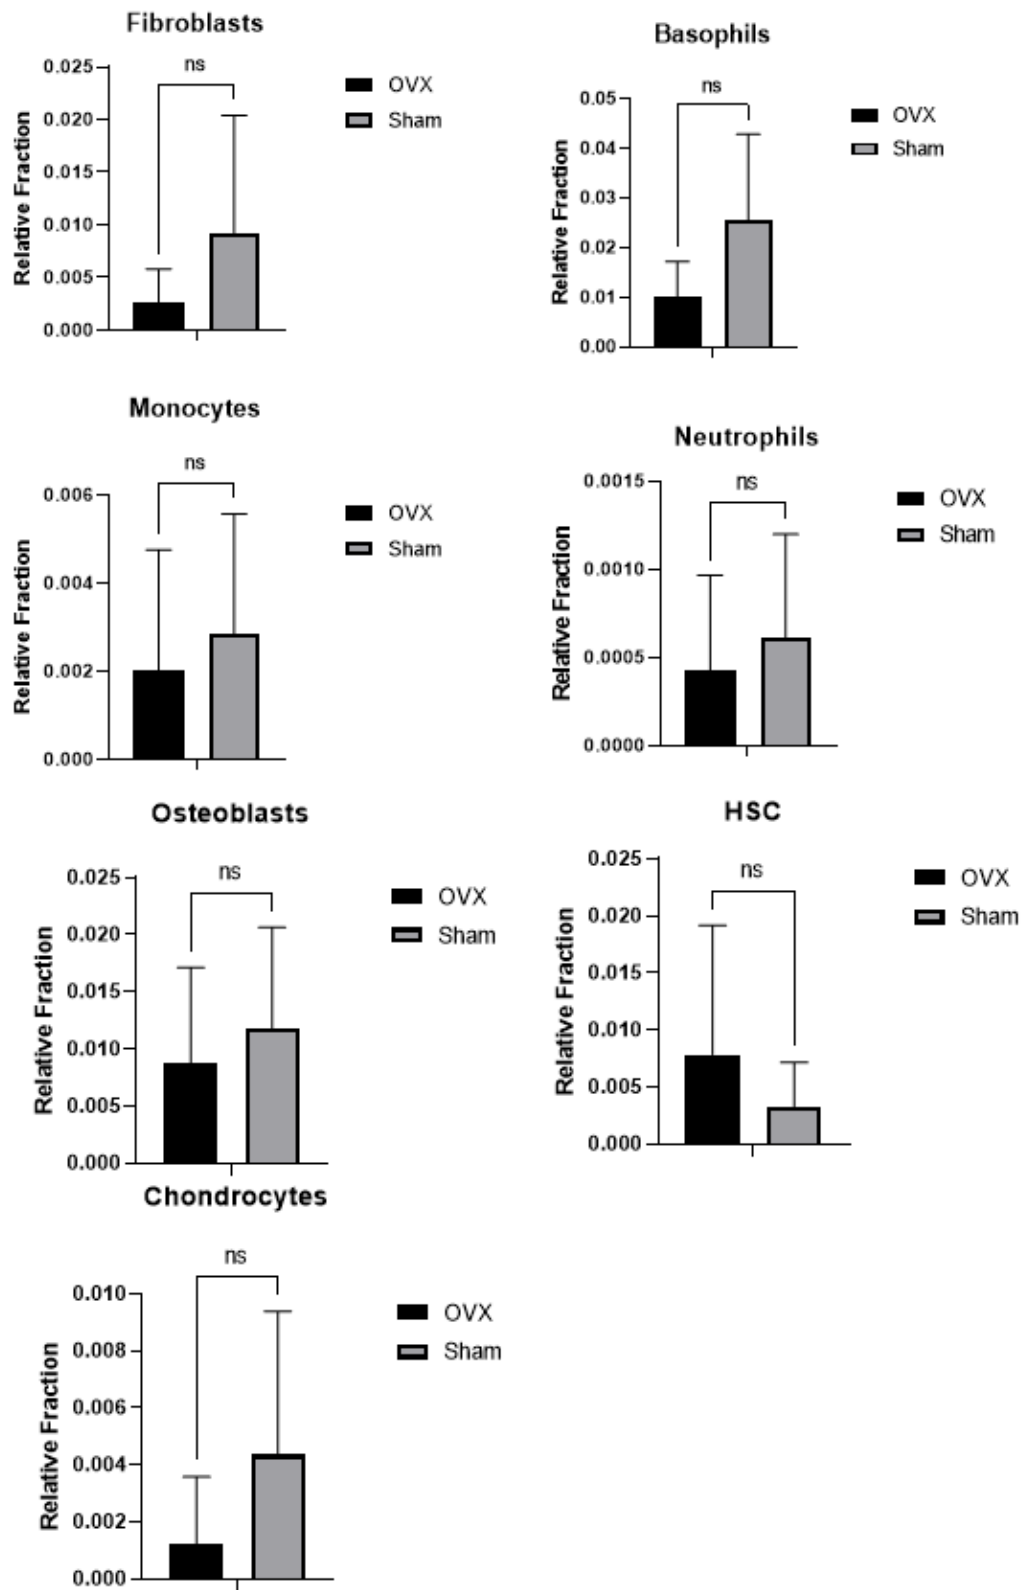 Fibroblasts
ns
OVX
Sham
Relative Fraction
0.025
0.020
0.015
0.010
0.005
0.000
Basophils
ns
OVX
Sham
Relative Fraction
0.05
0.04
0.03
0.02
0.01
0.00
Monocytes
ns
OVX
Sham
Relative Fraction
0.006
0.004
0.002
0.000
Neutrophils
ns
OVX
Sham
Relative Fraction
0.0015
0.0010
0.0005
0.0000
Osteoblasts
ns
OVX
Sham
Relative Fraction
0.025
0.020
0.015
0.010
0.005
0.000
HSC
ns
OVX
Sham
Relative Fraction
0.025
0.020
0.015
0.010
0.005
0.000
Chondrocytes
ns
OVX
Sham
Relative Fraction
0.010
0.008
0.006
0.004
0.002
0.000